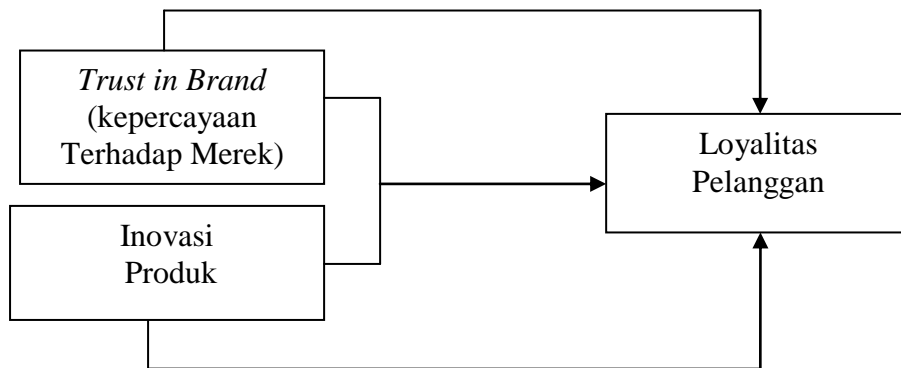 Trust in Brand
(kepercayaan
Terhadap Merek)
Loyalitas
Pelanggan
Inovasi
Produk